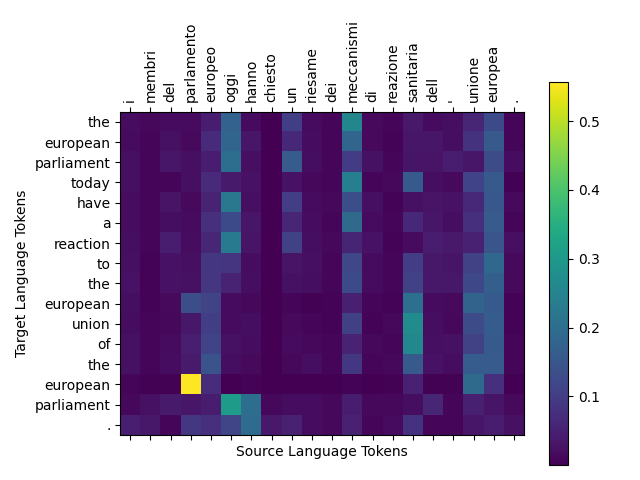 i
membri
del
parlamento
europeo
oggi
hanno
chiesto
un
riesame
dei
meccanismi
di
reazione
sanitaria
dell
'
unione
europea
.
the
european
parliament
today
have
a
reaction
to
the
european
union
of
the
european
parliament
.
Target Language Tokens
Source Language Tokens
0.5
0.4
0.3
0.2
0.1